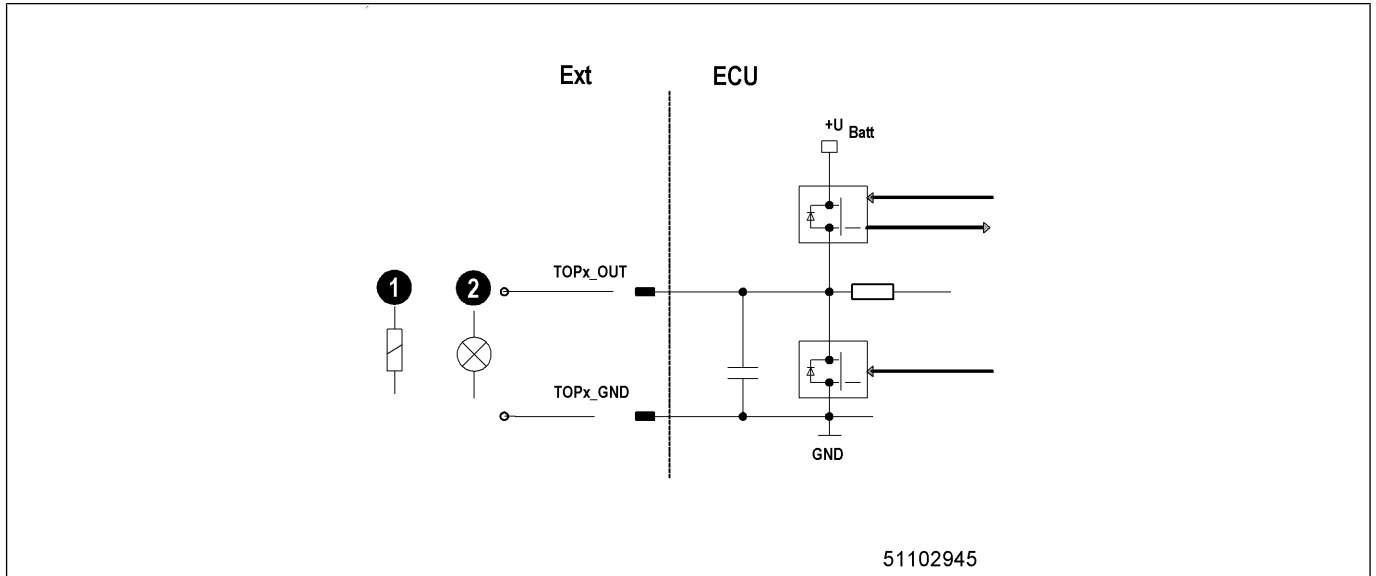 Ext
ECU
+U Batt
1
2
TOPx_OUT
TOPx_GND
GND
51102945